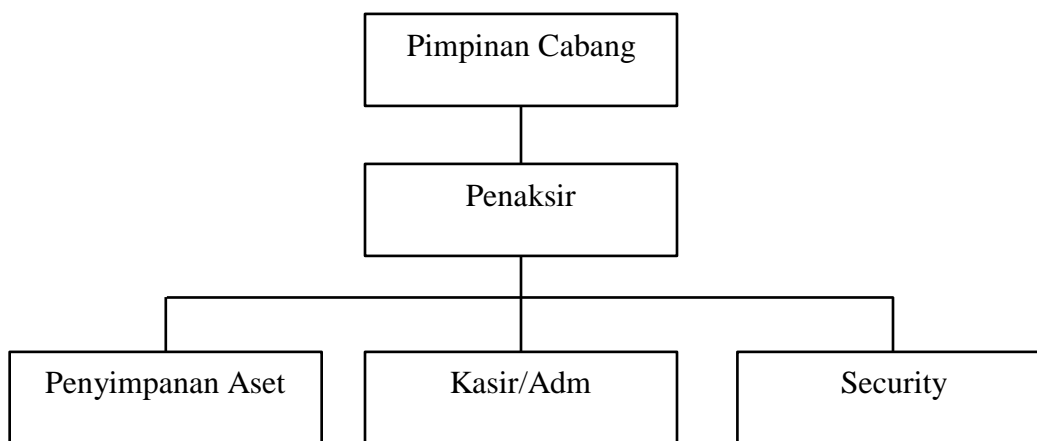 Pimpinan Cabang
Penaksir
Penyimpanan Aset
Kasir/Adm
Security